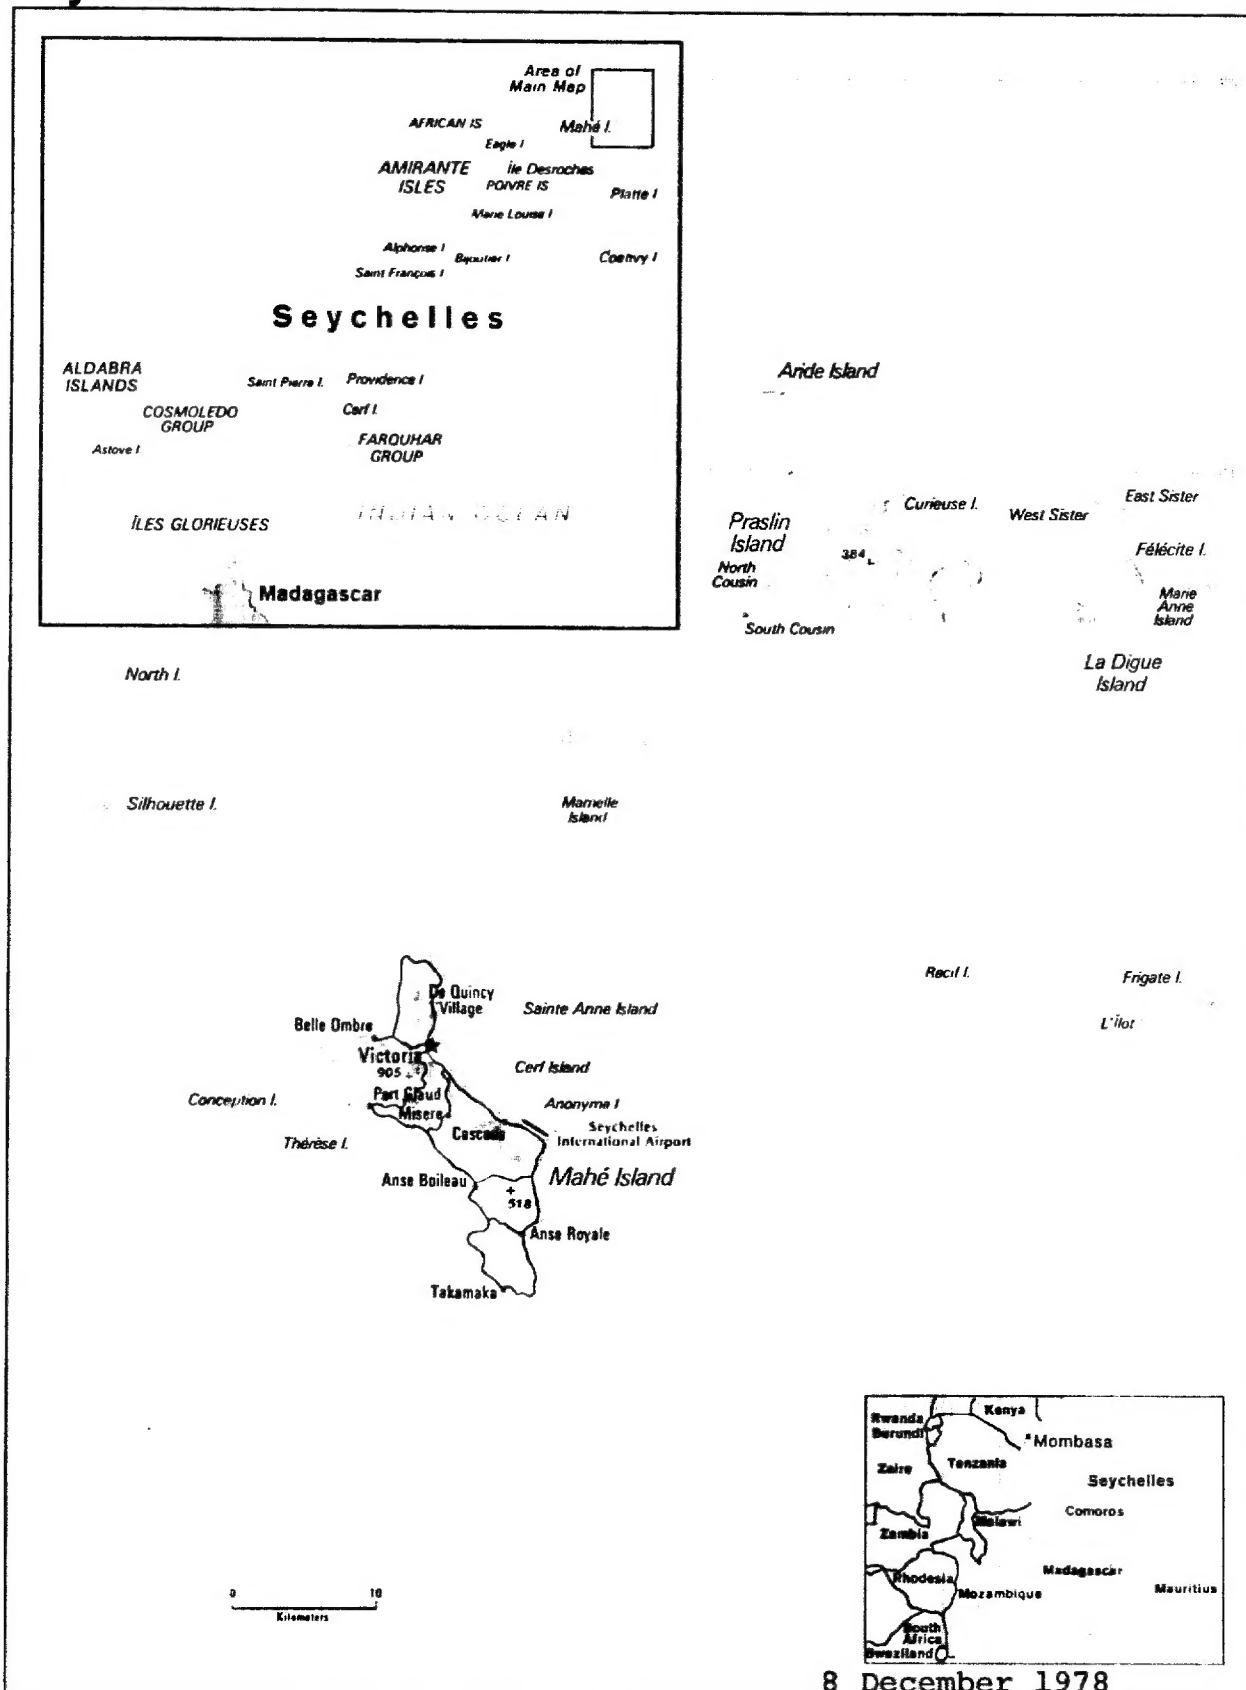 Area of
Main Map
AFRICAN IS
Mahé I.
Eagle I
AMIRANTE
ISLES
Île Desroches
POIVRE IS
Platte I
Marie Louise I
Alphonse I
Bijoutier I
Coetivy I
Saint François I
Seychelles
ALDABRA
ISLANDS
Saint Pierre I.
Providence I
COSMOLEDO
GROUP
Cerf I.
Astove I.
FARQUHAR
GROUP
ÎLES GLORIEUSES
INDIAN OCEAN
Madagascar
Aride Island
Praslin
Island
Curieuse I.
West Sister
East Sister
384
Félécite I.
North
Cousin
Marie
Anne
Island
South Cousin
La Digue
Island
North I.
Silhouette I.
Mamelle
Island
De Quincy
Village
Sainte Anne Island
Belle Ombre
Victoria
905
Cerf Island
Conception I.
Port Glaud
Misere
Anonyma I
Cascade
Seychelles
International Airport
Thérèse I.
Anse Boileau
Mahé Island
518
Anse Royale
Takamaka
Recif I.
Frigate I.
L'Îlot
0 10
Kilometers
Rwanda
Burundi
Kenya
Mombasa
Zaire
Tanzania
Seychelles
Comoros
Malawi
Zambia
Madagascar
Rhodesia
Mozambique
Mauritius
South
Africa
Swaziland
8 December 1978